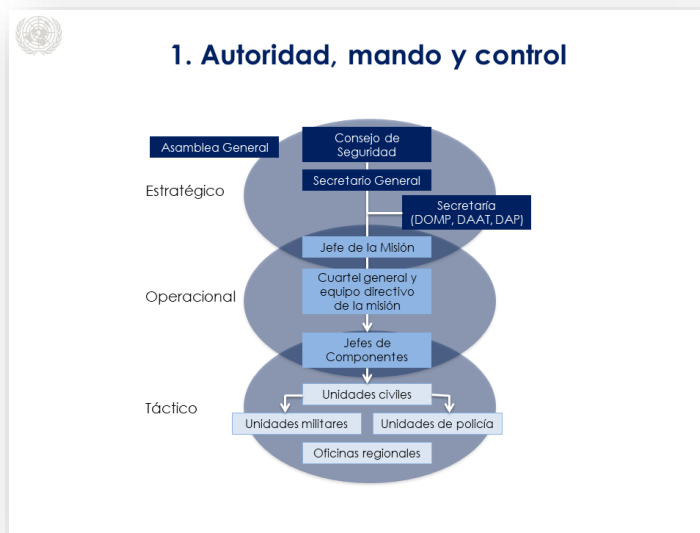 1. Autoridad, mando y control
Asamblea General
Consejo de
Seguridad
Estratégico
Secretario General
Secretaría
(DOMP, DAAT, DAP)
Jefe de la Misión
Operacional
Cuartel general y
equipo directivo
de la misión
Jefes de
Componentes
Táctico
Unidades civiles
Unidades militares
Unidades de policía
Oficinas regionales